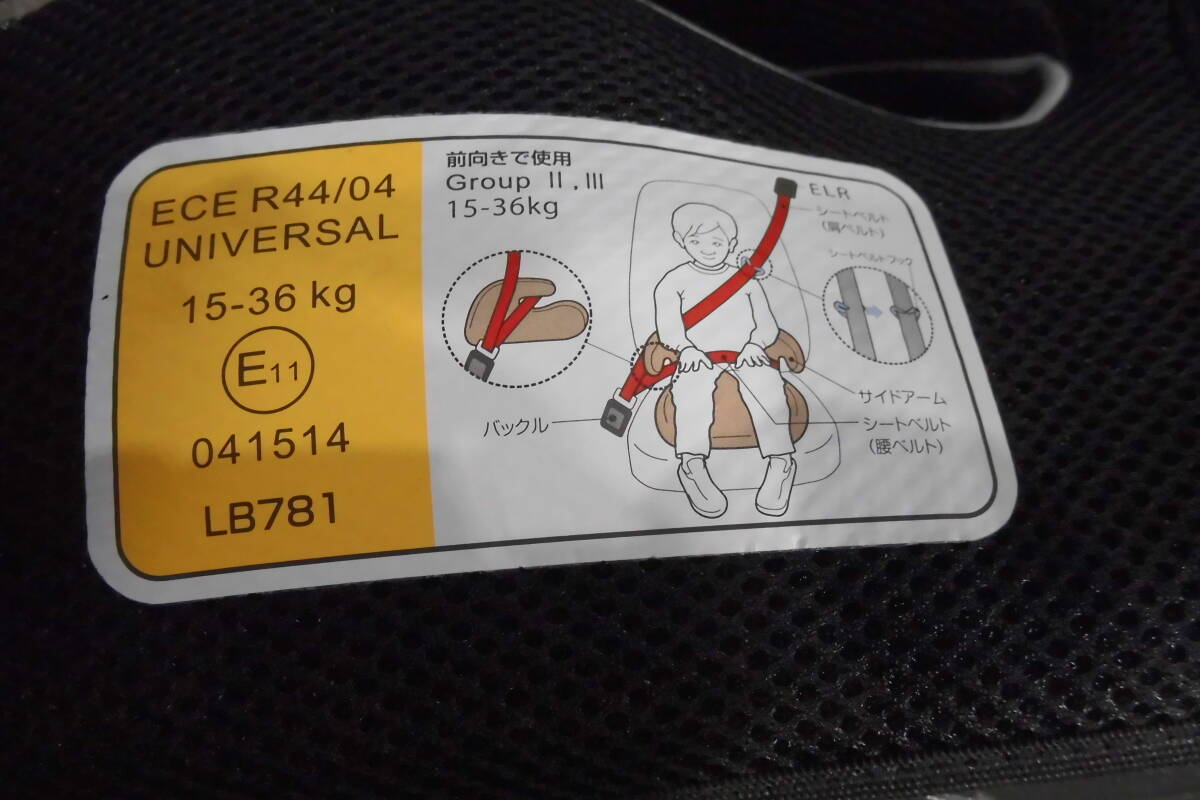 ECE R44/04
UNIVERSAL
15-36 kg
E11
041514
LB781
前向きで使用
Group II, III
15-36kg
ELR
シートベルト
(肩ベルト)
シートベルトフック
バックル
サイドアーム
シートベルト
(腰ベルト)